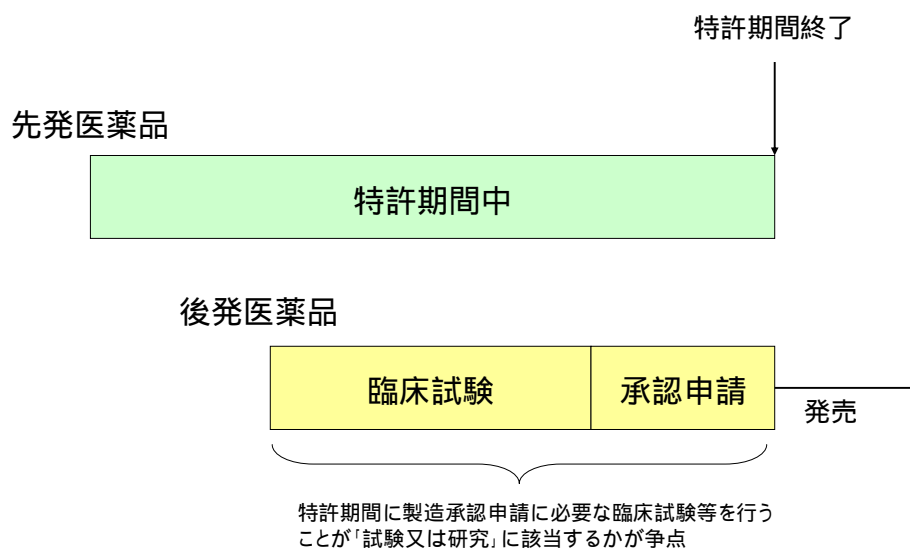 特許期間終了
先発医薬品
特許期間中
後発医薬品
臨床試験
承認申請
発売
特許期間に製造承認申請に必要な臨床試験等を行う
ことが「試験又は研究」に該当するかが争点